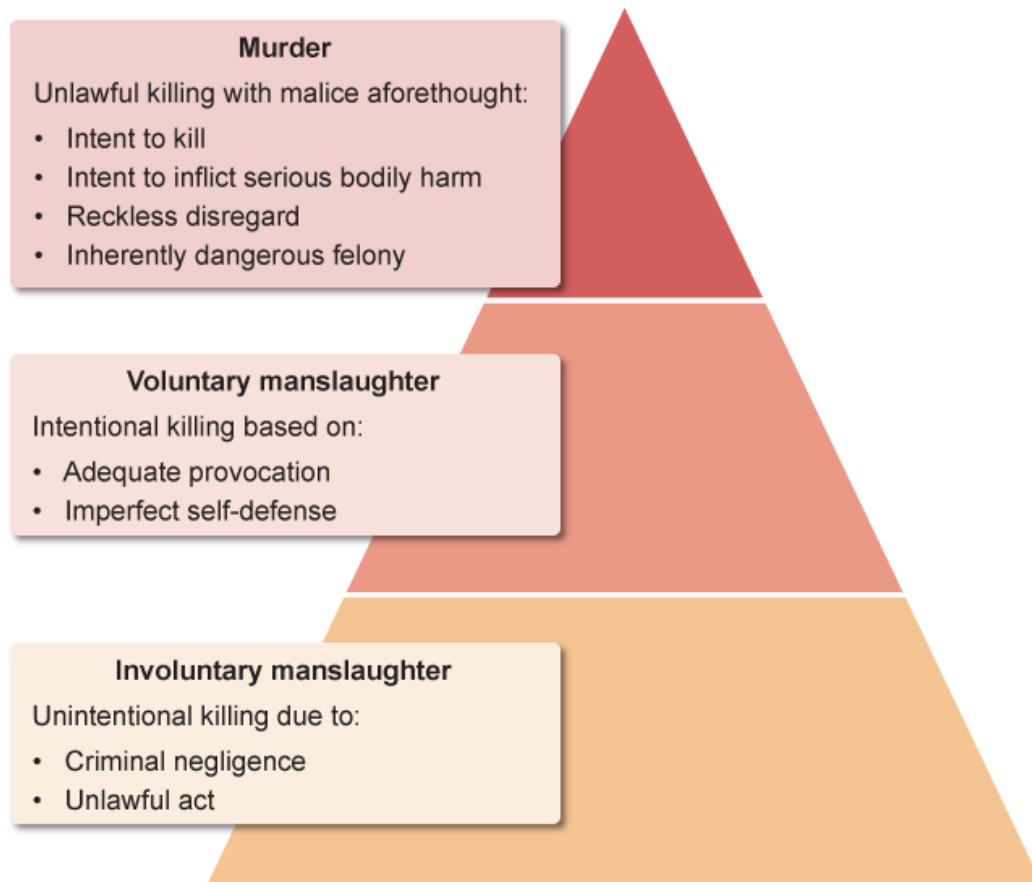 Murder
Unlawful killing with malice aforethought:
• Intent to kill
• Intent to inflict serious bodily harm
• Reckless disregard
• Inherently dangerous felony
Voluntary manslaughter
Intentional killing based on:
• Adequate provocation
• Imperfect self-defense
Involuntary manslaughter
Unintentional killing due to:
• Criminal negligence
• Unlawful act